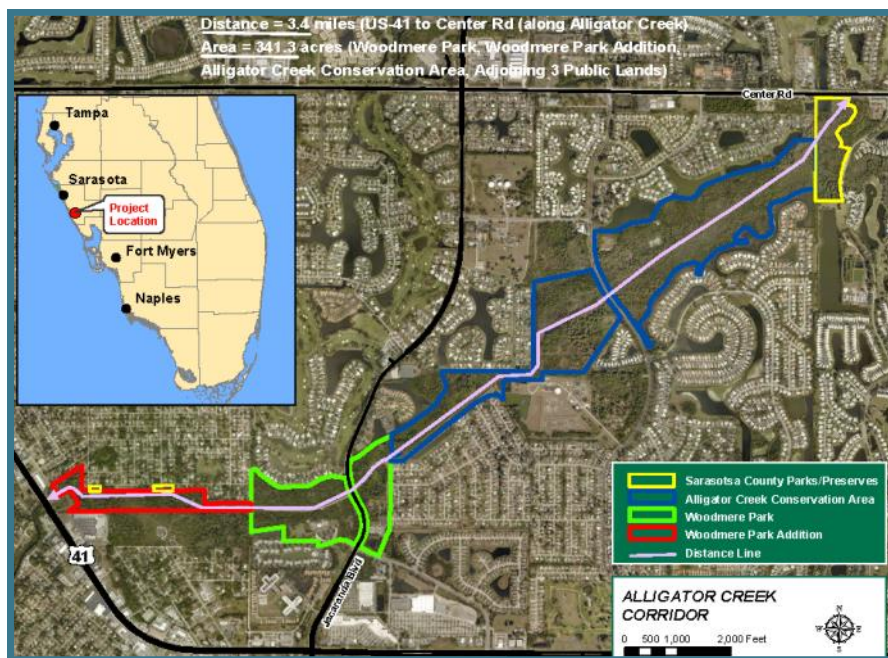 Distance = 3.4 miles (US-41 to Center Rd (along Alligator Creek)
Area = 341.3 acres (Woodmere Park, Woodmere Park Addition,
Alligator Creek Conservation Area, Adjoining 3 Public Lands)
Center Rd
Tampa
Sarasota
Project
Location
Fort Myers
Naples
41
Jacaranda Blvd
Sarasotsa County Parks/Preserves
Alligator Creek Conservation Area
Woodmere Park
Woodmere Park Addition
Distance Line
ALLIGATOR CREEK
CORRIDOR
0 500 1,000 2,000 Feet